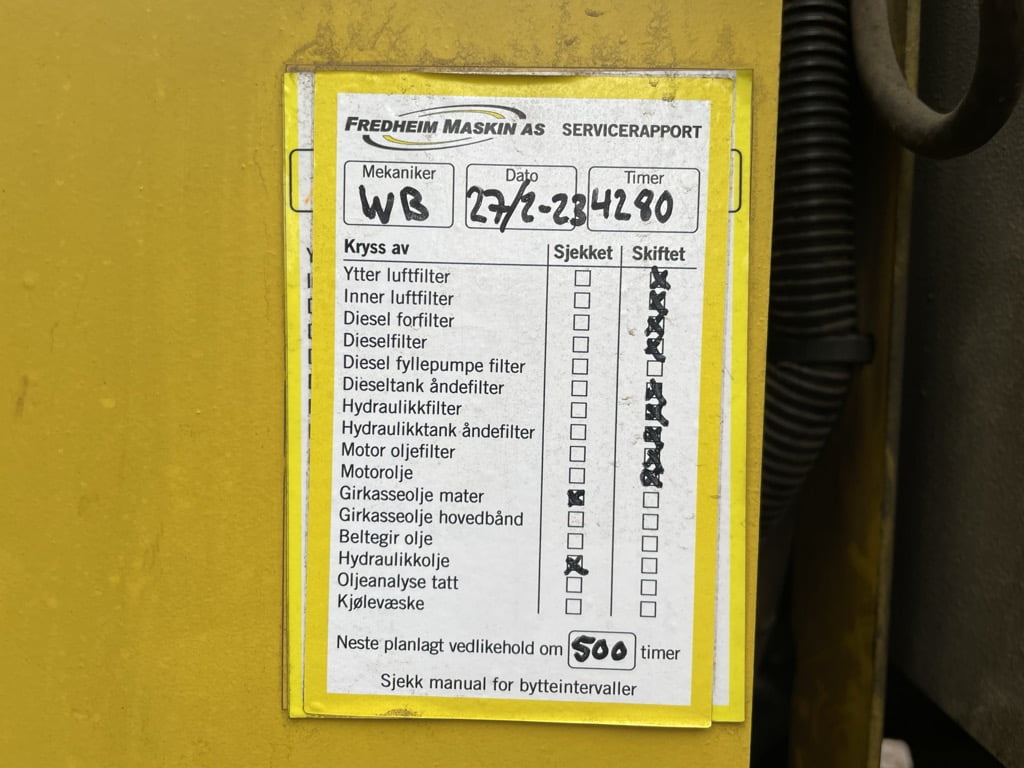 FREDHEIM MASKIN AS SERVICERAPPORT
Mekaniker Dato Timer
WB 27/2-23 4280
Kryss av Sjekket Skiftet
Ytter luftfilter
Inner luftfilter
Diesel forfilter
Dieselfilter
Diesel fyllepumpe filter
Dieseltank åndefilter
Hydraulikkfilter
Hydraulikktank åndefilter
Motor oljefilter
Motorolje
Girkasseolje mater
Girkasseolje hovedbånd
Beltegir olje
Hydraulikkolje
Oljeanalyse tatt
Kjølevæske
Neste planlagt vedlikehold om 500 timer
Sjekk manual for bytteintervaller